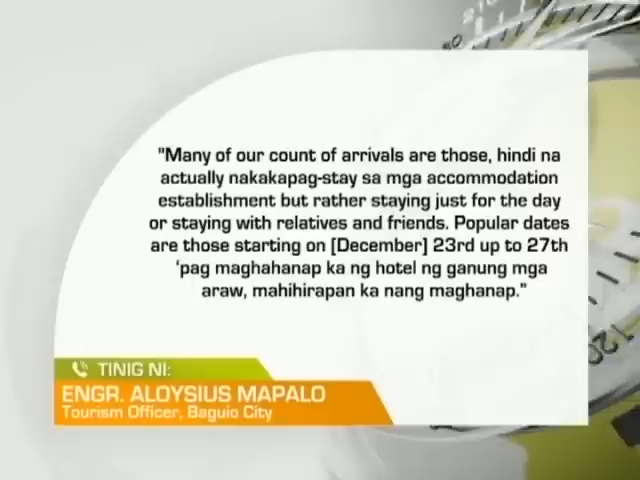 "Many of our count of arrivals are those, hindi na
actually nakakapag-stay sa mga accommodation
establishment but rather staying just for the day
or staying with relatives and friends. Popular dates
are those starting on [December] 23rd up to 27th
'pag maghahanap ka ng hotel ng ganung mga
araw, mahihirapan ka nang maghanap."
TINIG NI:
ENGR. ALOYSIUS MAPALO
Tourism Officer, Baguio City
120